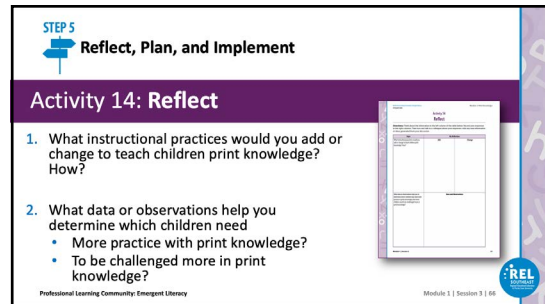 STEP 5
Reflect, Plan, and Implement
Activity 14: Reflect
1. What instructional practices would you add or
change to teach children print knowledge?
How?
2. What data or observations help you
determine which children need
• More practice with print knowledge?
• To be challenged more in print
knowledge?
Activity 14
Reflect
Professional Learning Community: Emergent Literacy
Module 1 | Session 3 | 66
REL
SOUTHEAST